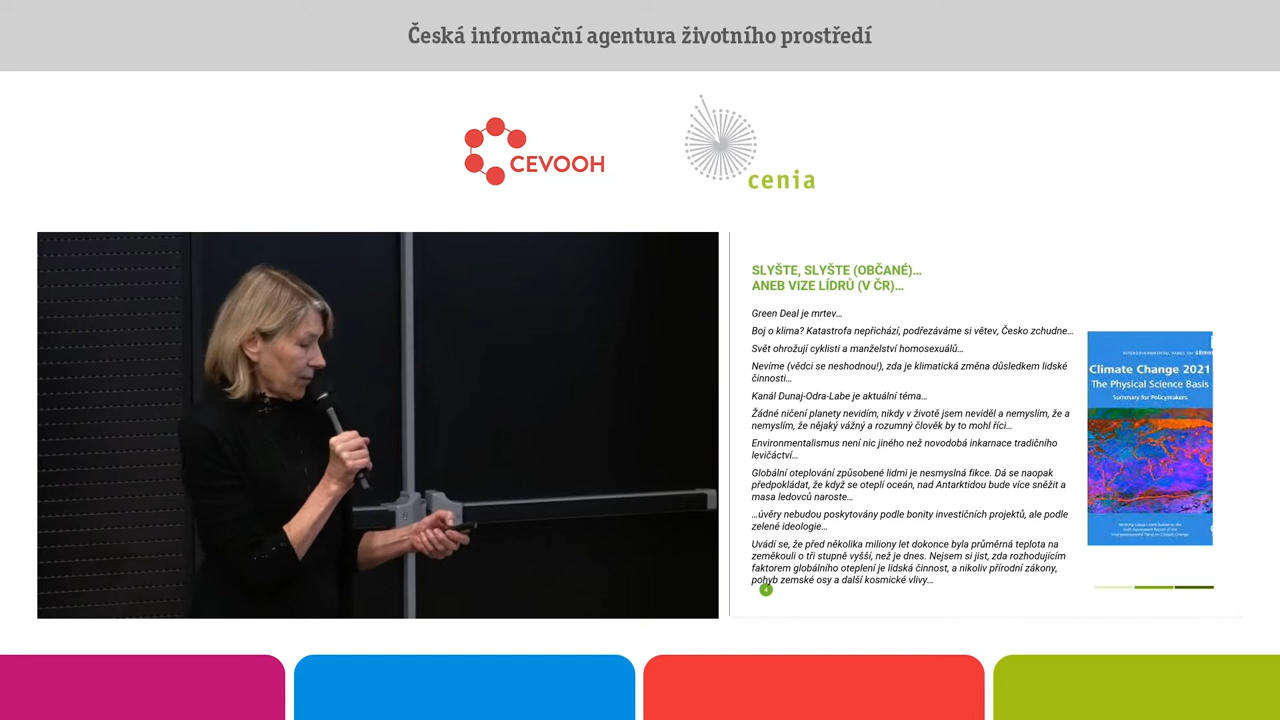 Česká informační agentura životního prostředí
CEVOOH
cenia
SLYŠTE, SLYŠTE (OBČANÉ)…
ANEB VIZE LÍDRŮ (V ČR)…
Green Deal je mrtev…
Boj o klima? Katastrofa nepřichází, podřezáváme si větev, Česko zchudne…
Svět ohrožují cyklisti a manželství homosexuálů…
Nevíme (vědci se neshodnou!), zda je klimatická změna důsledkem lidské
činnosti…
Kanál Dunaj-Odra-Labe je aktuální téma…
Žádné ničení planety nevidím, nikdy v životě jsem neviděl a nemyslím, že a
nemyslím, že nějaký vážný a rozumný člověk by to mohl říci…
Environmentalismus není nic jiného než novodobá inkarnace tradičního
levičáctví…
Globální oteplování způsobené lidmi je nesmyslná fikce. Dá se naopak
předpokládat, že když se oteplí oceán, nad Antarktidou bude více sněžit a
masa ledovců naroste…
…úvěry nebudou poskytovány podle bonity investičních projektů, ale podle
zelené ideologie…
Uvádí se, že před několika miliony let dokonce byla průměrná teplota na
zeměkouli o tři stupně vyšší, než je dnes. Nejsem si jist, zda rozhodujícím
faktorem globálního oteplení je lidská činnost, a nikoliv přírodní zákony,
pohyb zemské osy a další kosmické vlivy…
4
Climate Change 2021
The Physical Science Basis
Summary for Policymakers